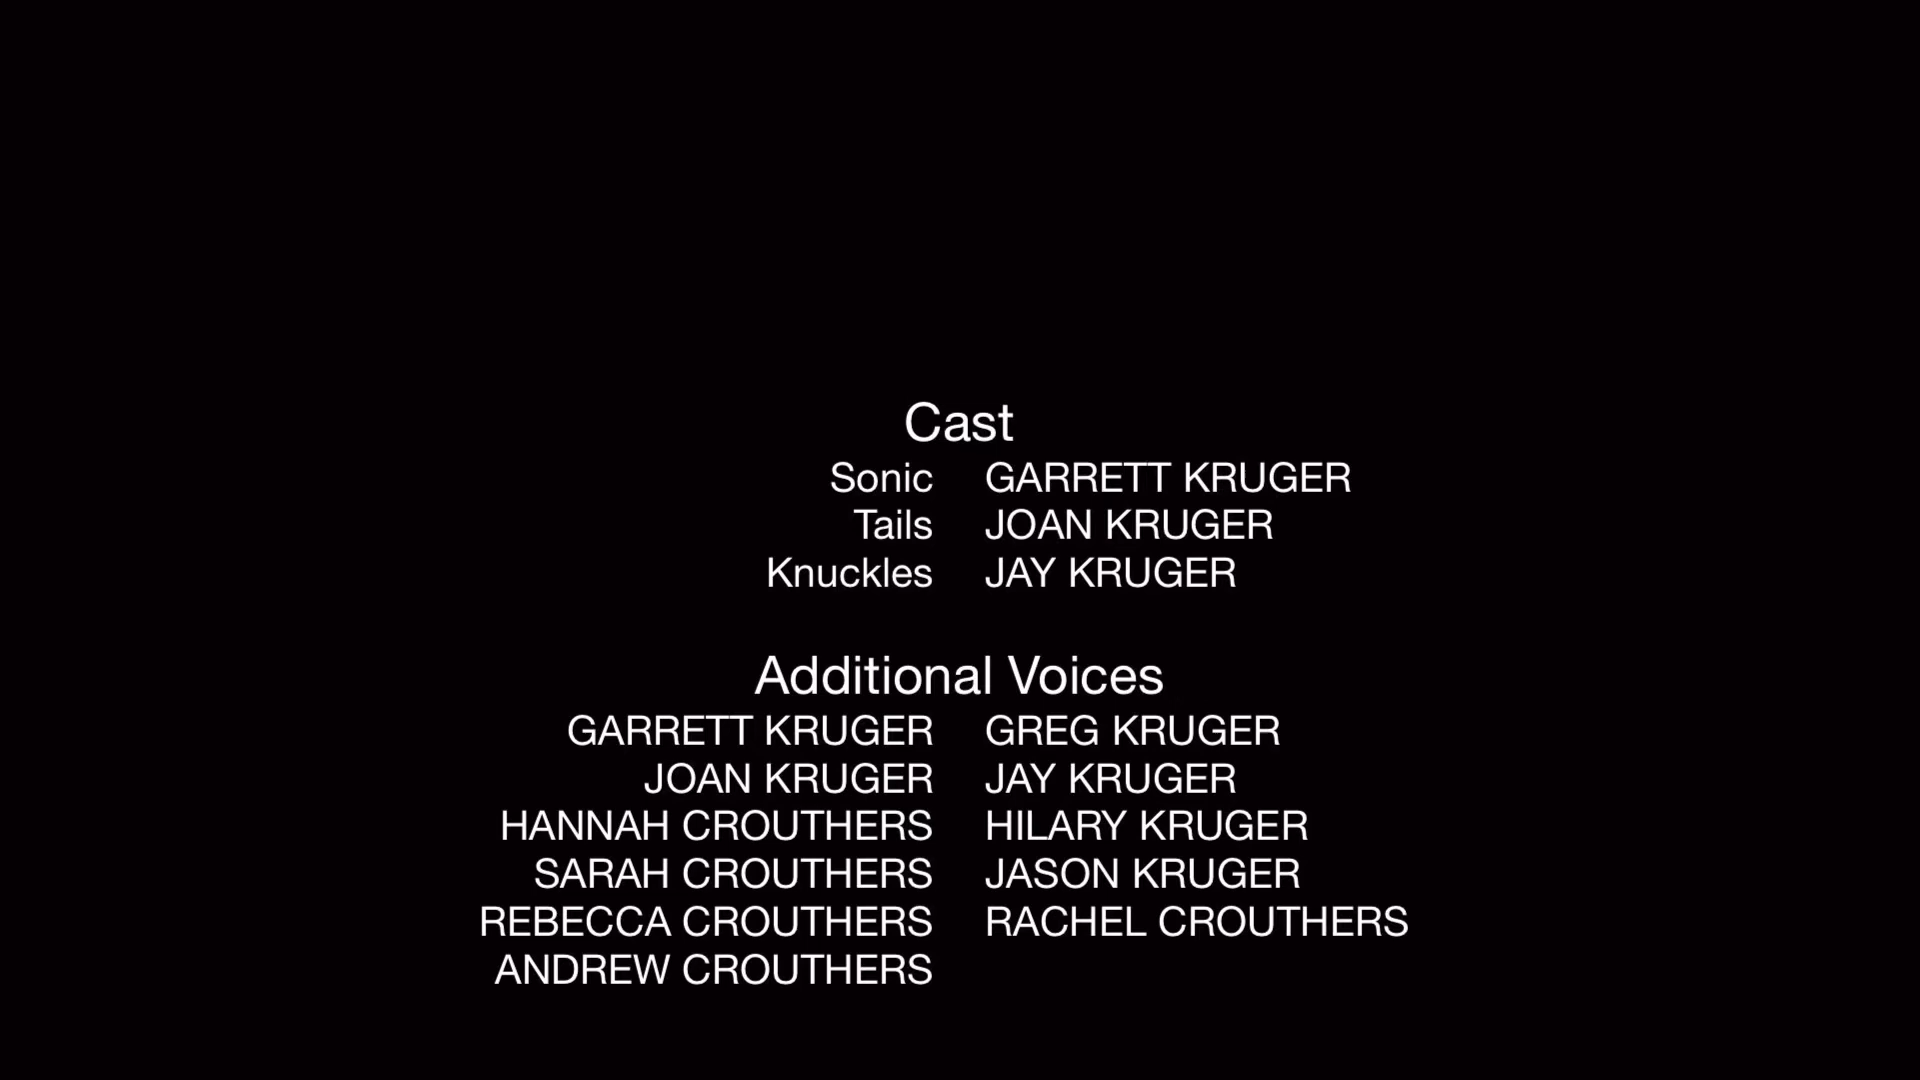 Cast
Sonic GARRETT KRUGER
Tails JOAN KRUGER
Knuckles JAY KRUGER
Additional Voices
GARRETT KRUGER GREG KRUGER
JOAN KRUGER JAY KRUGER
HANNAH CROUTHERS HILARY KRUGER
SARAH CROUTHERS JASON KRUGER
REBECCA CROUTHERS RACHEL CROUTHERS
ANDREW CROUTHERS